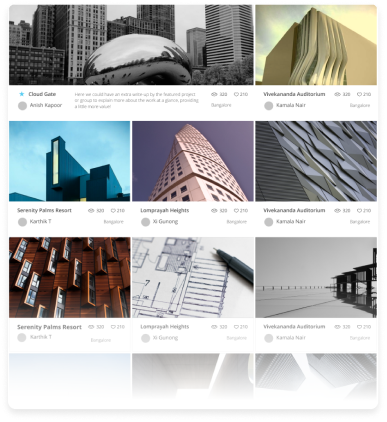 Cloud Gate
Anish Kapoor
Here we could have an extra write-up by the featured project
or group to explain more about the work at a glance, providing
a little more value!
320 210
Bangalore
Vivekananda Auditorium 320 210
Kamala Nair Bangalore
Serenity Palms Resort 320 210
Karthik T Bangalore
Lomprayah Heights 320 210
Xi Gunong Bangalore
Vivekananda Auditorium 320 210
Kamala Nair Bangalore
Serenity Palms Resort 320 210
Karthik T Bangalore
Lomprayah Heights 320 210
Xi Gunong Bangalore
Vivekananda Auditorium 320 210
Kamala Nair Bangalore